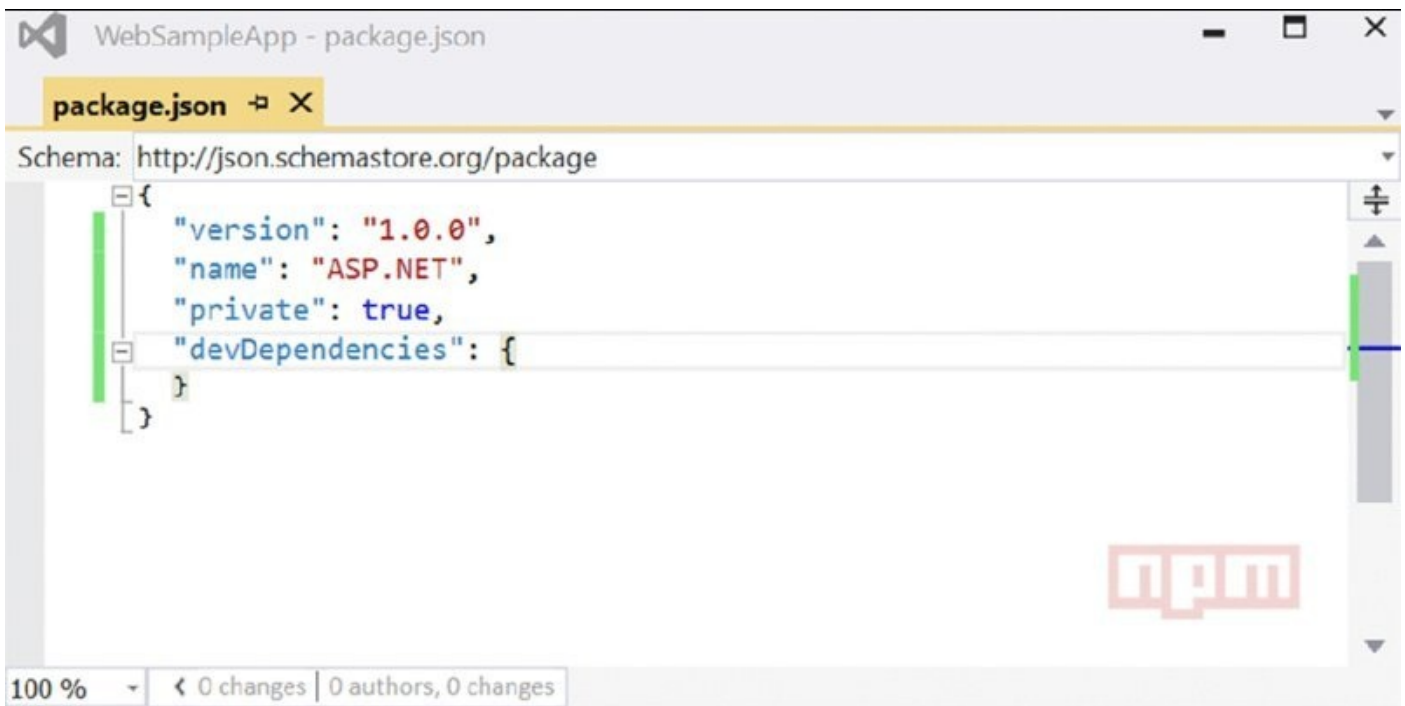 WebSampleApp - package.json
package.json
Schema: http://json.schemastore.org/package
{
"version": "1.0.0",
"name": "ASP.NET",
"private": true,
"devDependencies": {
}
}
npm
100 %
0 changes | 0 authors, 0 changes